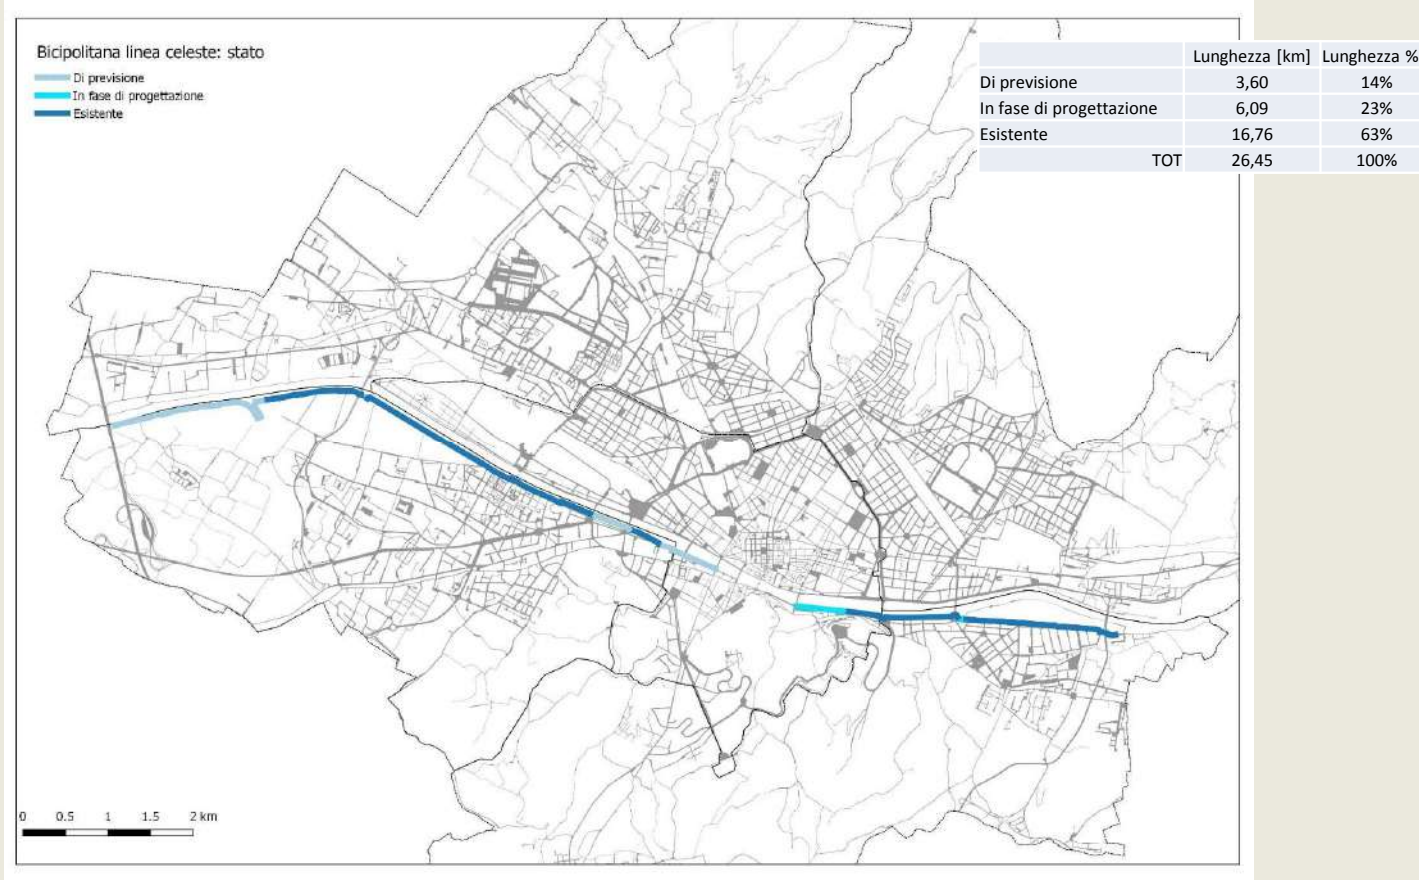 Bicipolitana linea celeste: stato
Di previsione
In fase di progettazione
Esistente
Lunghezza [km] Lunghezza %
Di previsione 3,60 14%
In fase di progettazione 6,09 23%
Esistente 16,76 63%
TOT 26,45 100%
0 0.5 1 1.5 2 km